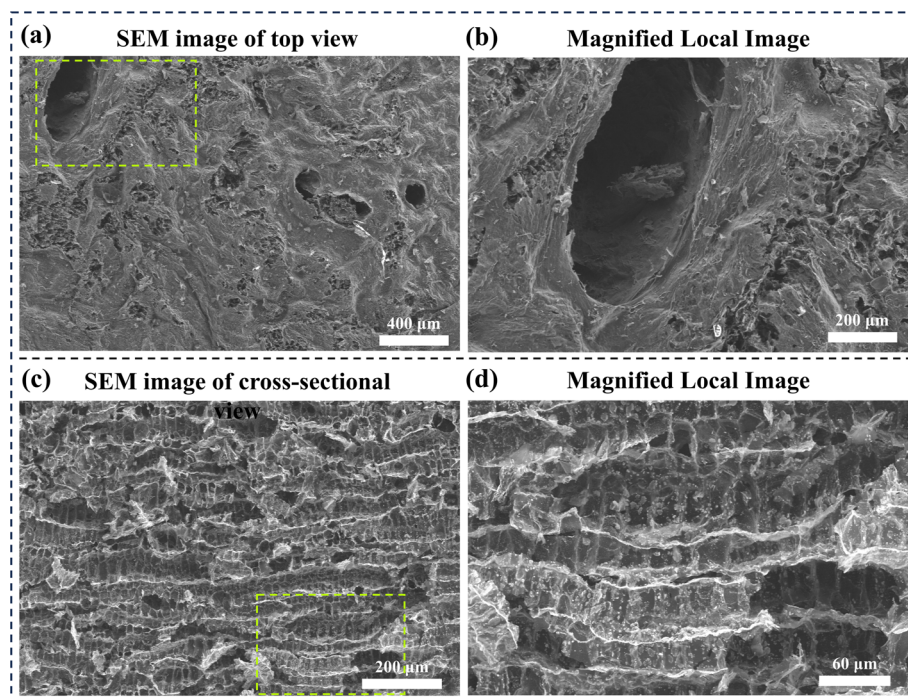 (a)
SEM image of top view
400 μm
(b)
Magnified Local Image
200 μm
(c)
SEM image of cross-sectional
view
200 μm
(d)
Magnified Local Image
60 μm